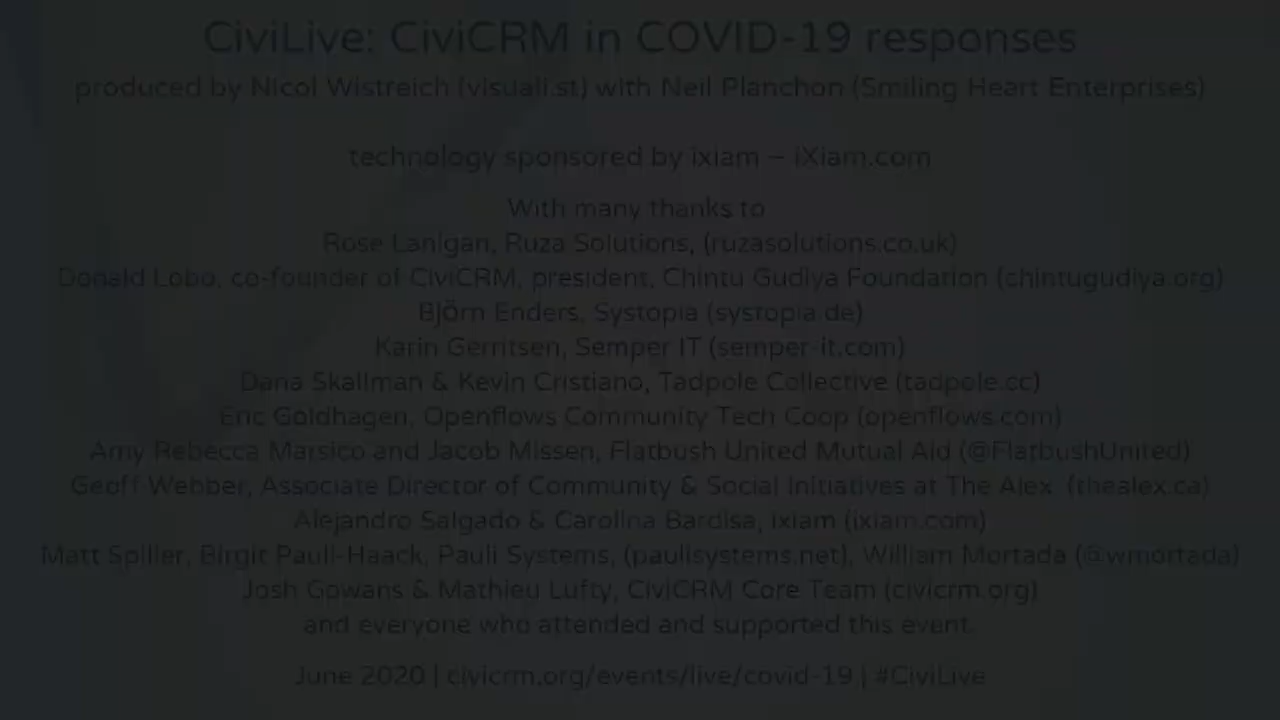 CiviLive: CiviCRM in COVID-19 responses
produced by Nicol Wistreich (visuali.st) with Neil Planchon (Smiling Heart Enterprises)
technology sponsored by ixiam – iXiam.com
With many thanks to
Rose Lanigan, Ruza Solutions, (ruzasolutions.co.uk)
Donald Lobo, co-founder of CiviCRM, president, Chintu Gudiya Foundation (chintugudiya.org)
Björn Enders, Systopia (systopia.de)
Karin Gerritsen, Semper IT (semper-it.com)
Dana Skallman & Kevin Cristiano, Tadpole Collective (tadpole.cc)
Eric Goldhagen, Openflows Community Tech Coop (openflows.com)
Amy Rebecca Marsico and Jacob Missen, Flatbush United Mutual Aid (@FlatbushUnited)
Geoff Webber, Associate Director of Community & Social Initiatives at The Alex (thealex.ca)
Alejandro Salgado & Carolina Bardisa, ixiam (ixiam.com)
Matt Spiller, Birgit Pauli-Haack, Pauli Systems, (paulisystems.net), William Mortada (@wmortada)
Josh Gowans & Mathieu Lufty, CiviCRM Core Team (civicrm.org)
and everyone who attended and supported this event.
June 2020 | civicrm.org/events/live/covid-19 | #CiviLive